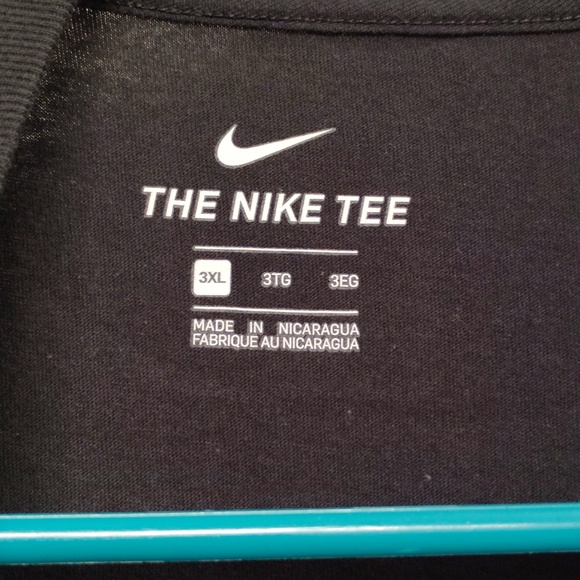 THE NIKE TEE
3XL 3TG 3EG
MADE IN NICARAGUA
FABRIQUE AU NICARAGUA